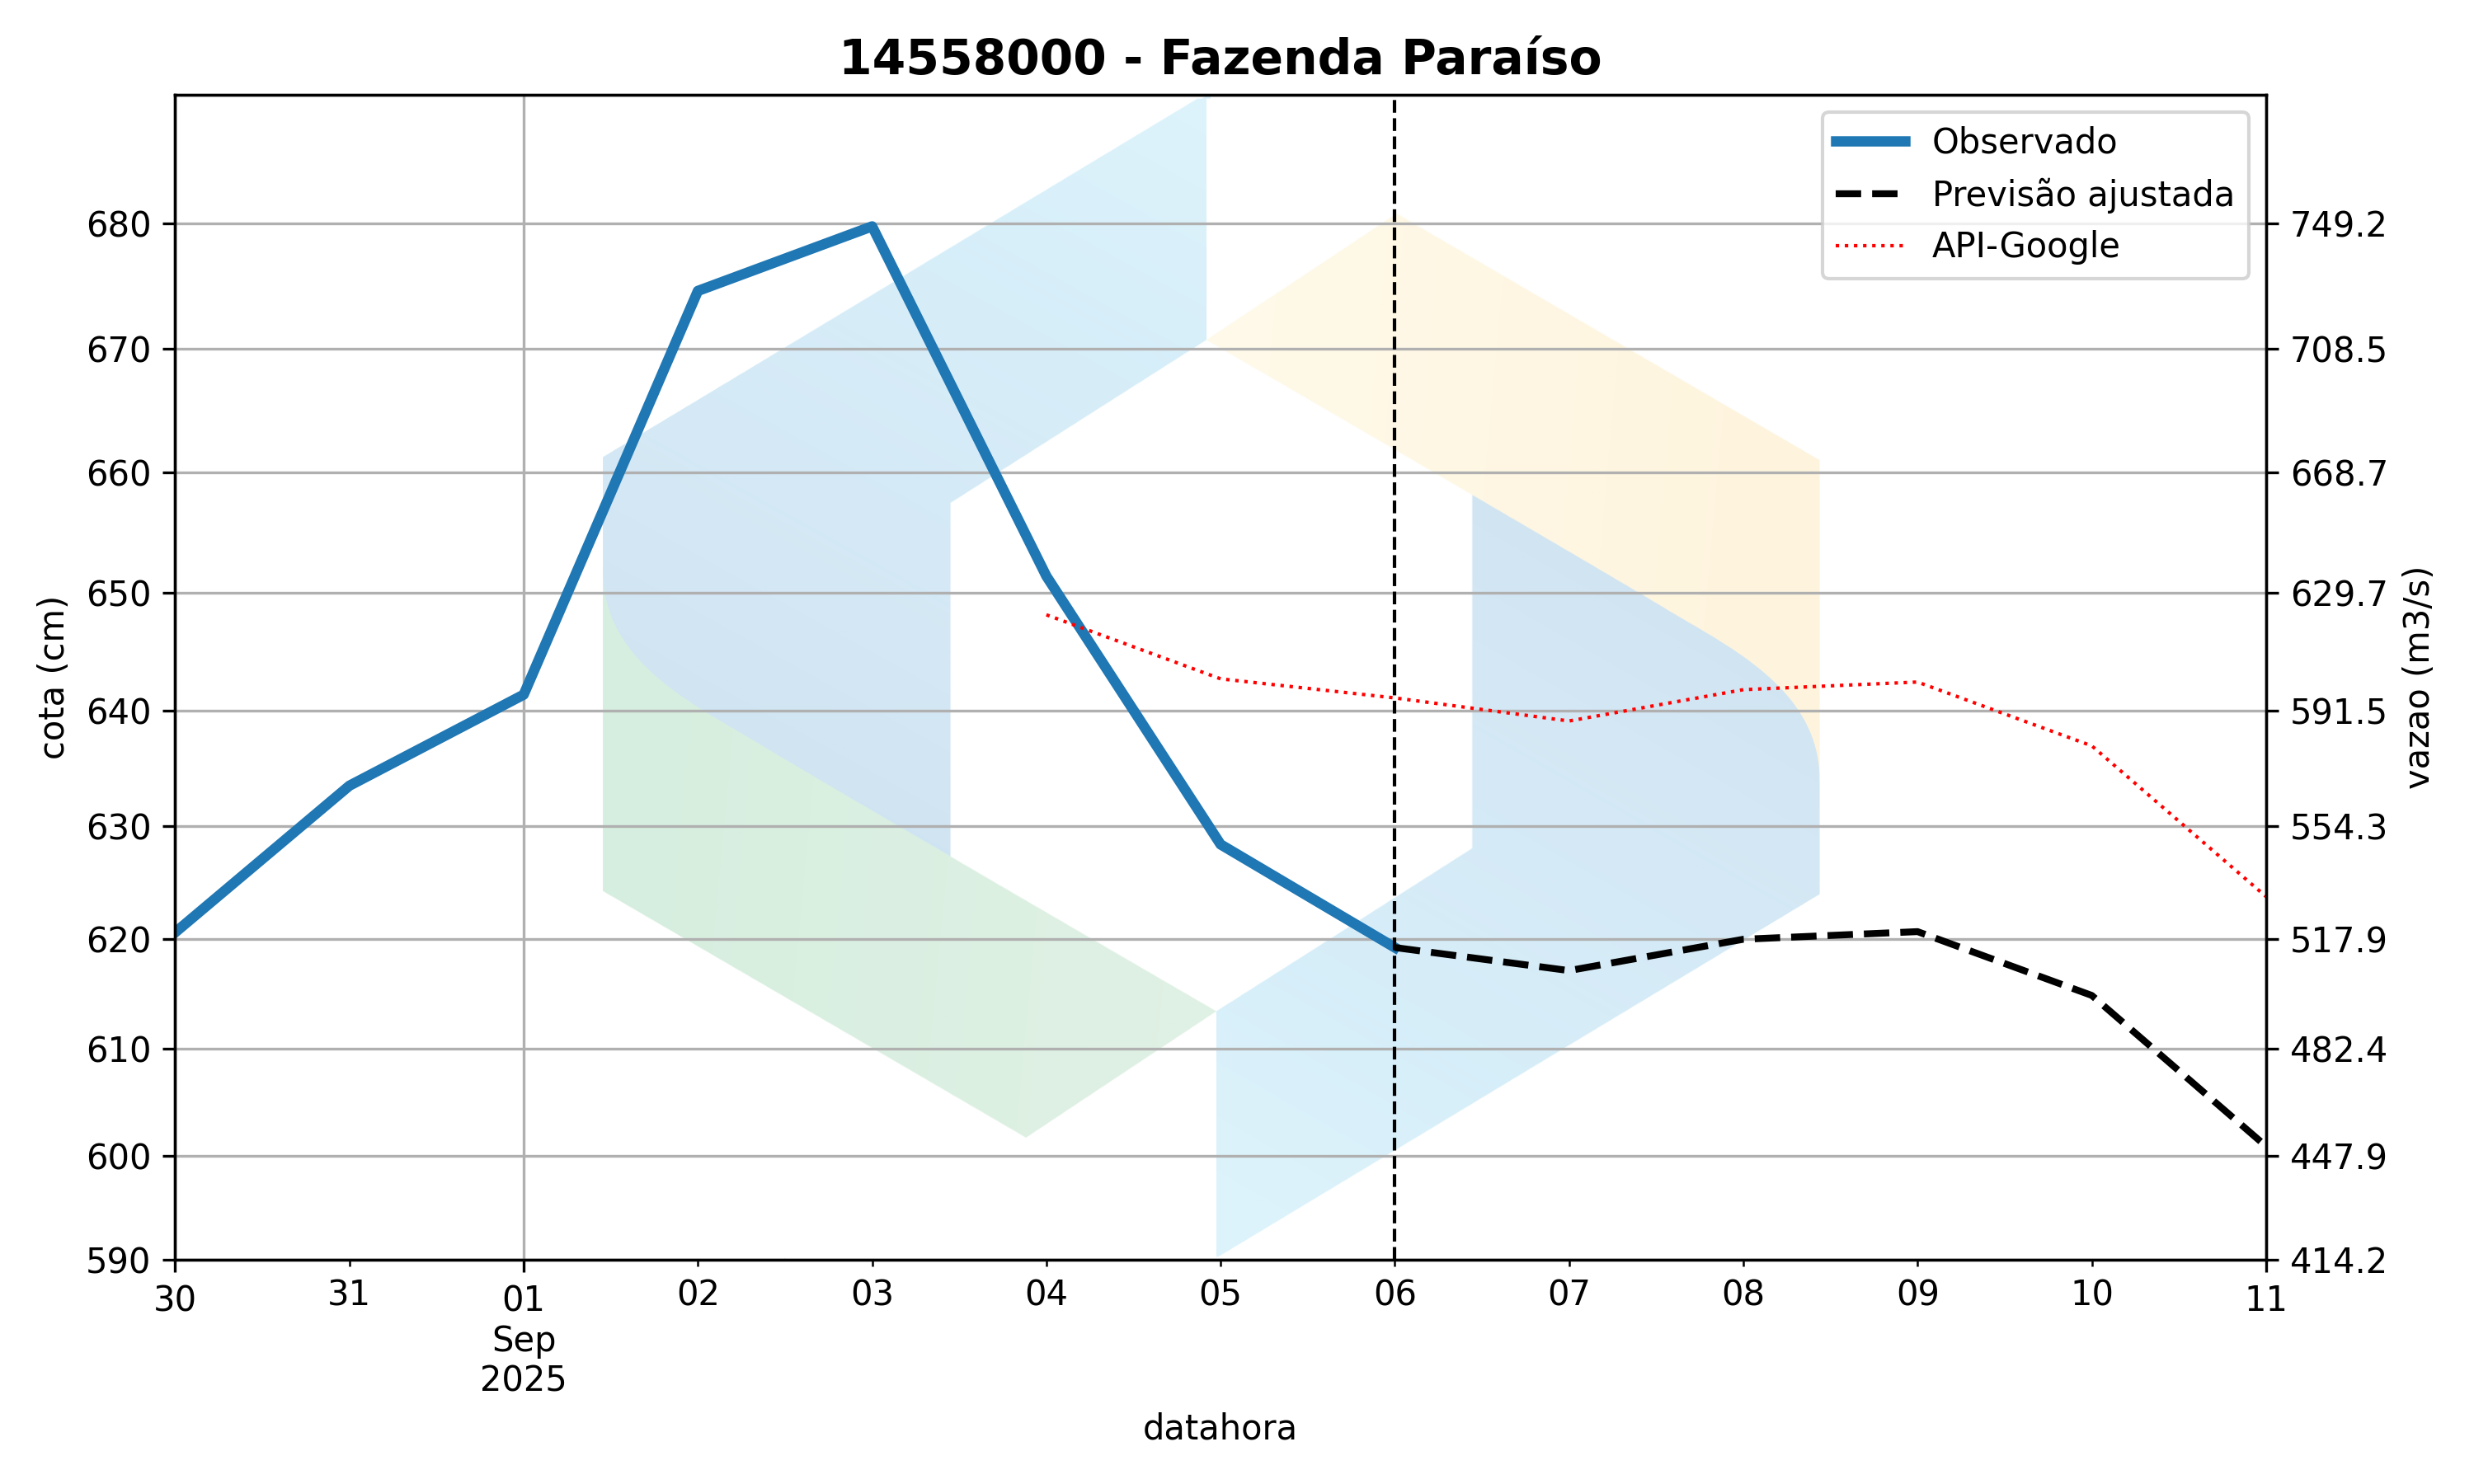 14558000 - Fazenda Paraíso
Observado
Previsão ajustada
API-Google
680
670
660
650
640
630
620
610
600
590
cota (cm)
749.2
708.5
668.7
629.7
591.5
554.3
517.9
482.4
447.9
414.2
vazao (m3/s)
30 31 01 02 03 04 05 06 07 08 09 10 11
Sep
2025
datahora